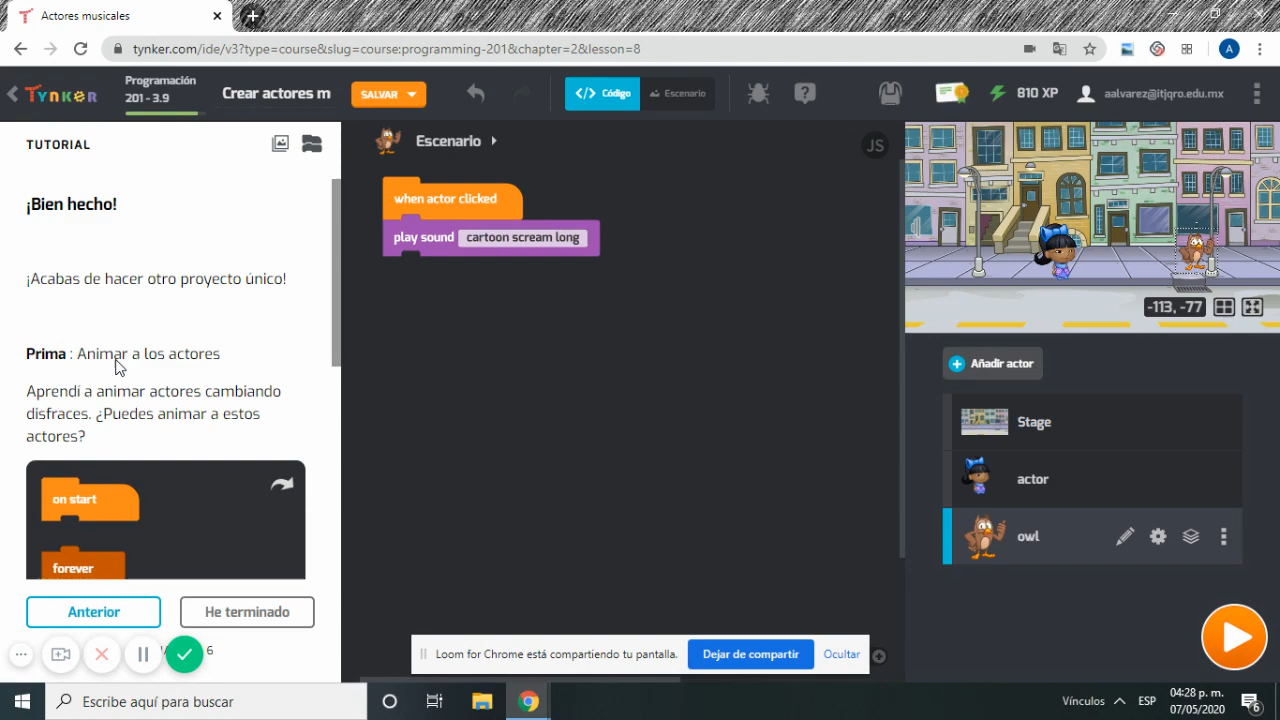 Actores musicales
tynker.com/ide/v3?type=course&slug=course:programming-201&chapter=2&lesson=8
A
TYNKER
Programación
201 - 3.9
Crear actores m
SALVAR
</> Código
Escenario
810 XP
aalvarez@itjqro.edu.mx
TUTORIAL
¡Bien hecho!
¡Acabas de hacer otro proyecto único!
Prima : Animar a los actores
Aprendí a animar actores cambiando
disfraces. ¿Puedes animar a estos
actores?
on start
forever
Anterior
He terminado
6
Escenario
JS
when actor clicked
play sound cartoon scream long
-113, -77
Añadir actor
Stage
actor
owl
Loom for Chrome está compartiendo tu pantalla.
Dejar de compartir
Ocultar
Escribe aquí para buscar
Vínculos
ESP
04:28 p. m.
07/05/2020
6